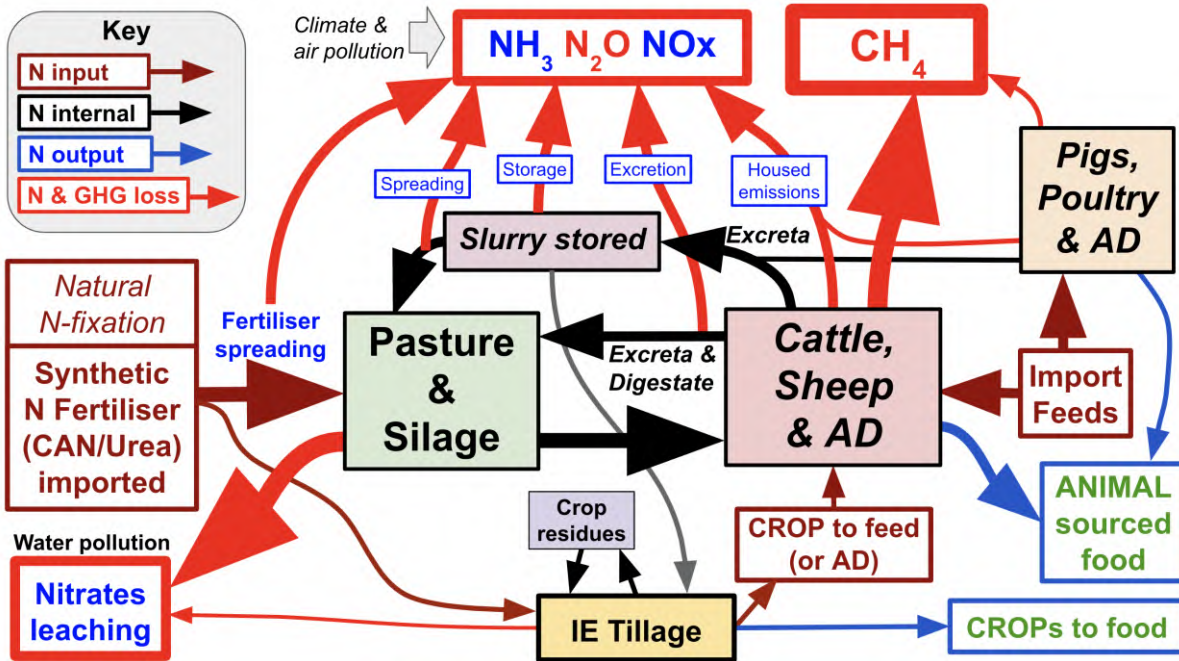 Key
N input
N internal
N output
N & GHG loss
Climate &
air pollution
NH₃ N₂O NOx
CH₄
Pigs,
Poultry
& AD
Spreading
Storage
Excretion
Housed
emissions
Slurry stored
Excreta
Natural
N-fixation
Synthetic
N Fertiliser
(CAN/Urea)
imported
Fertiliser
spreading
Pasture
&
Silage
Excreta &
Digestate
Cattle,
Sheep
& AD
Import
Feeds
Water pollution
Nitrates
leaching
Crop
residues
IE Tillage
CROP to feed
(or AD)
ANIMAL
sourced
food
CROPs to food